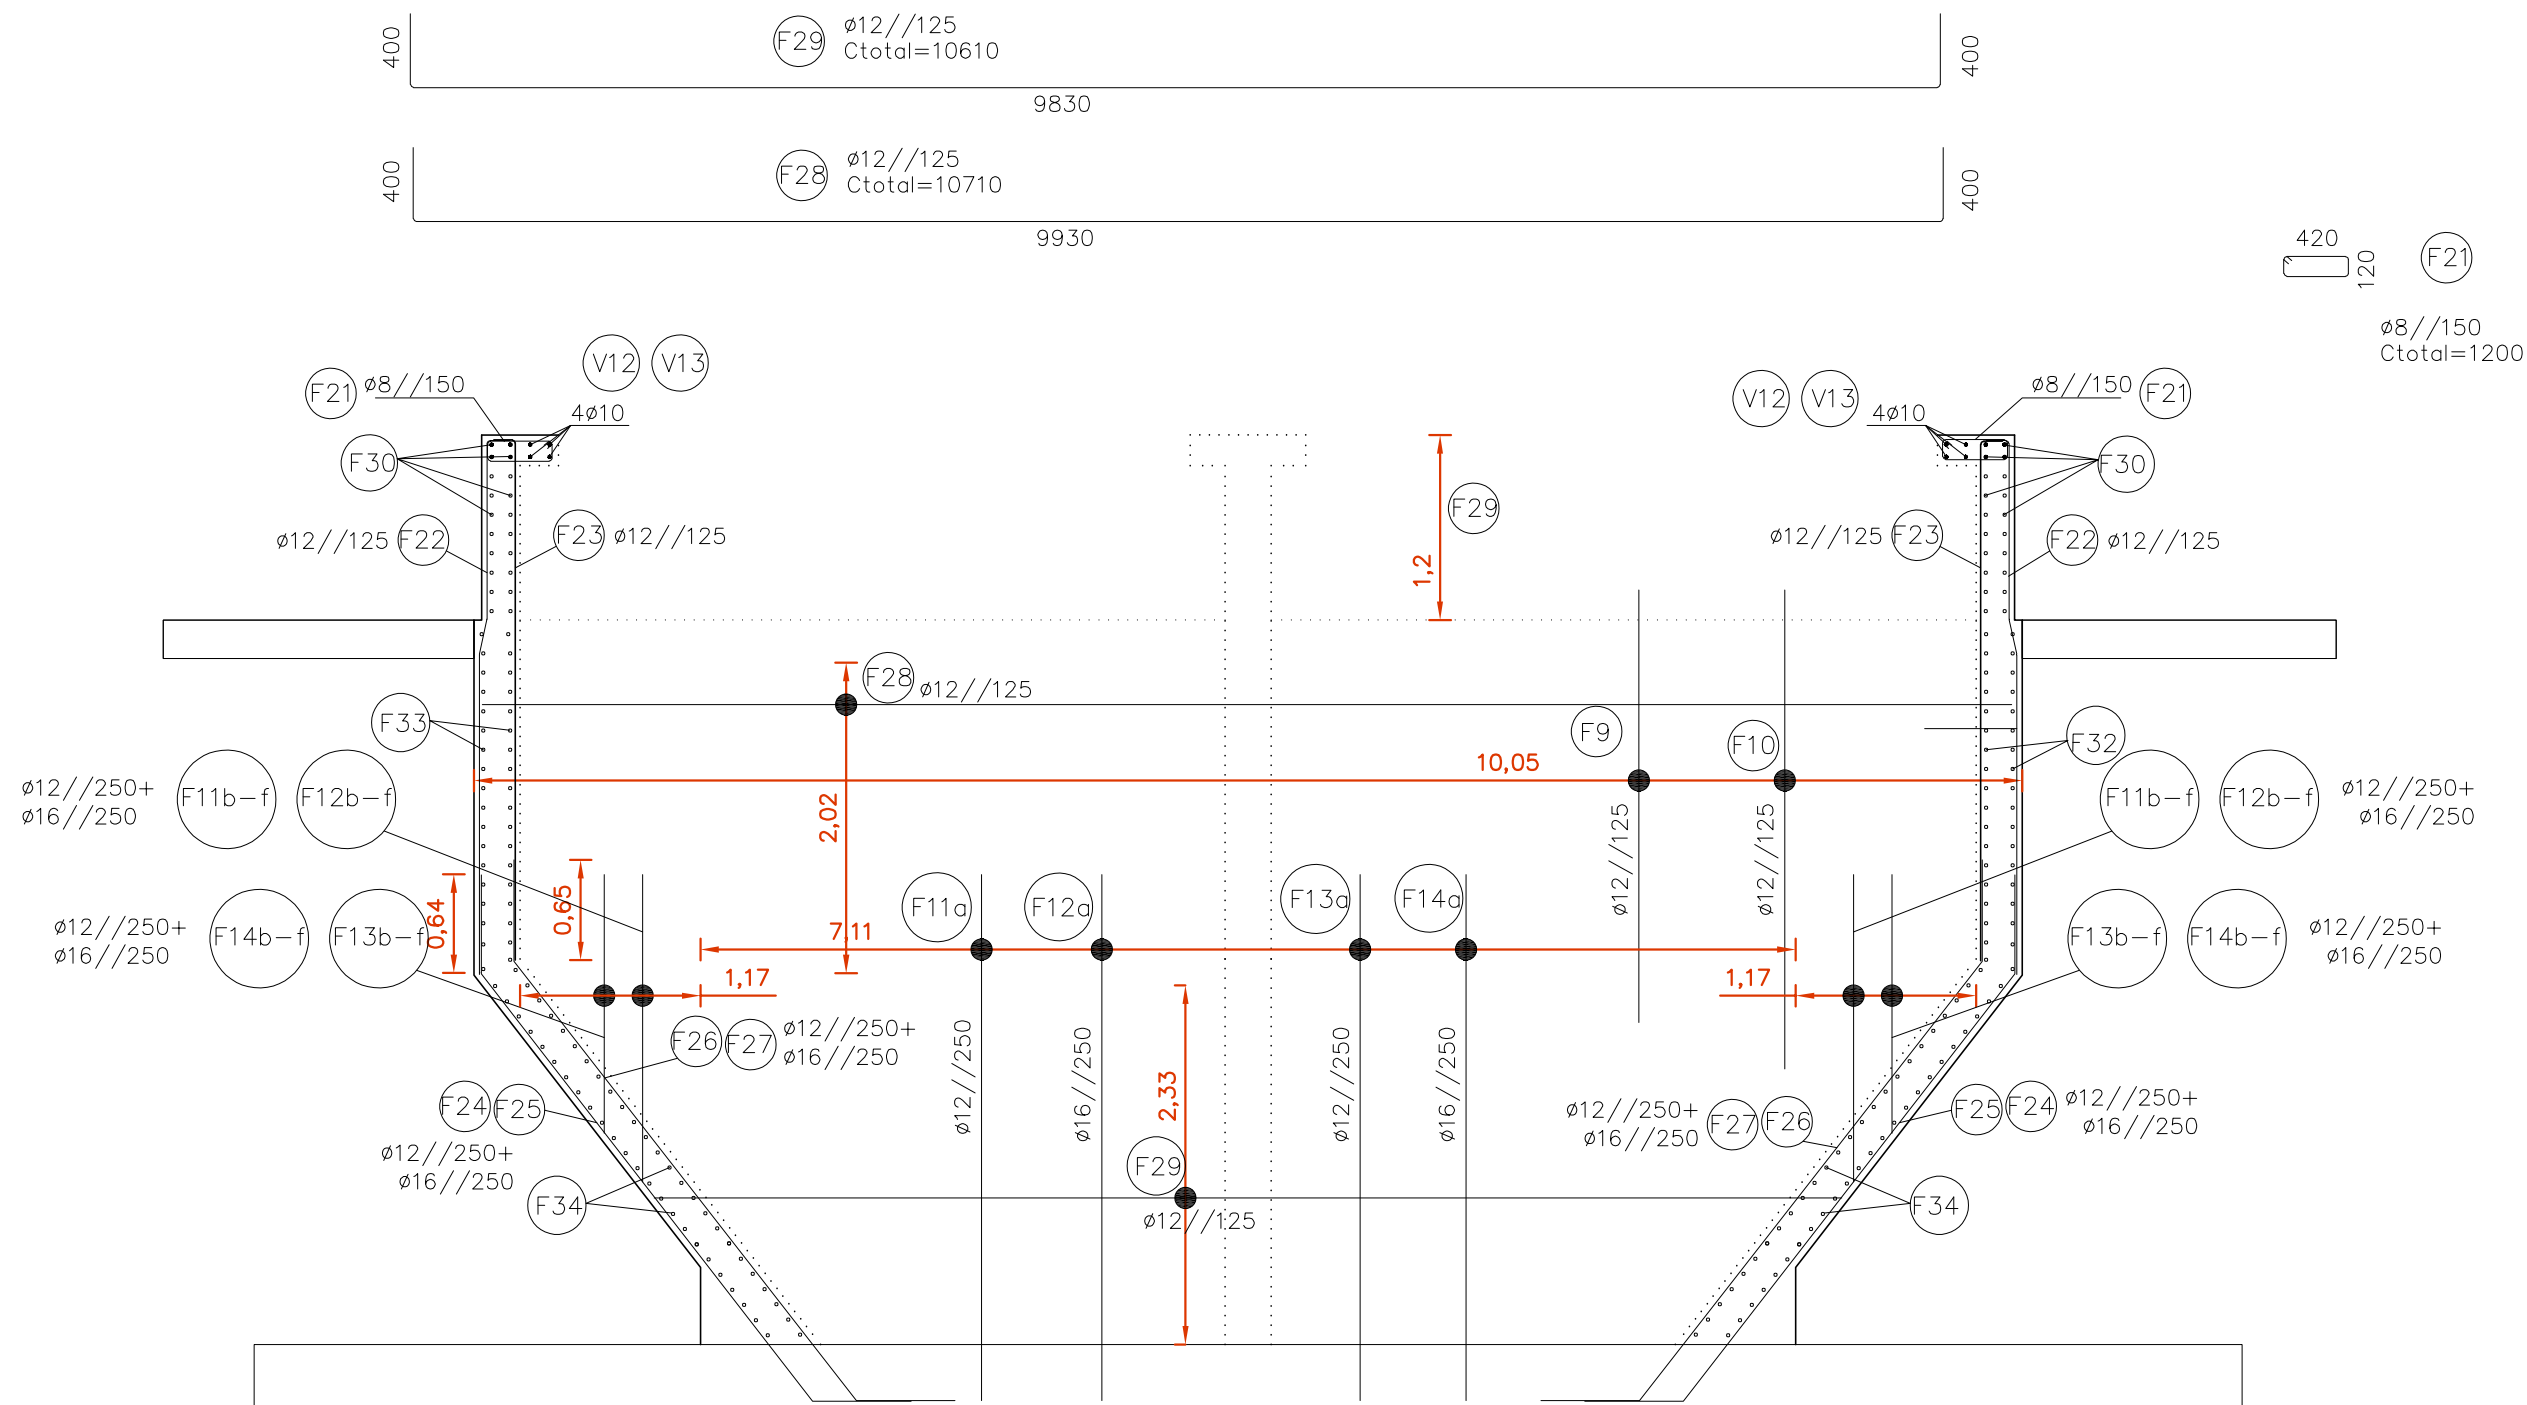 F29 ø12//125
Ctotal=10610
400
400
9830
F28 ø12//125
Ctotal=10710
400
400
9930
420
120
F21
ø8//150
Ctotal=1200
V12 V13
F21 ø8//150
4ø10
F30
ø12//125 F22
F23 ø12//125
V12 V13
4ø10
ø8//150 F21
F30
ø12//125 F23
F22 ø12//125
1,2
F29
F28 ø12//125
F33
F9
F10
F32
10,05
2,02
ø12//250+
ø16//250
F11b-f F12b-f
F11b-f F12b-f
ø12//250+
ø16//250
ø12//125
ø12//125
0,64
0,65
F11a
F12a
F13a
F14a
7,11
ø12//250+
ø16//250
F14b-f F13b-f
F13b-f F14b-f
ø12//250+
ø16//250
1,17
1,17
F26 F27
ø12//250+
ø16//250
ø12//250
ø16//250
2,33
ø12//250
ø16//250
F24 F25
ø12//250+
ø16//250
ø12//250+
ø16//250
F27 F26
F25 F24
ø12//250+
ø16//250
F29
ø12//125
F34
F34